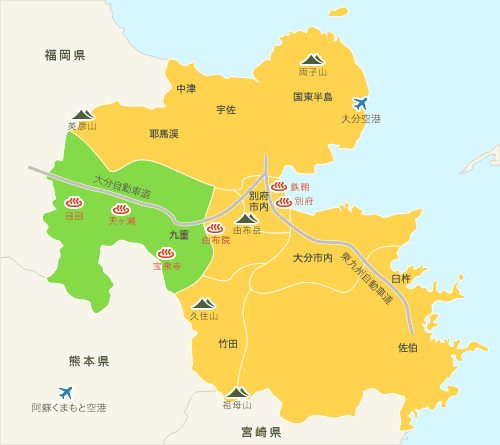 福岡県
両子山
中津
国東半島
宇佐
大分空港
英彦山
耶馬渓
大分自動車道
鉄輪
別府
市内
別府
日田
天ヶ瀬
由布岳
九重
由布院
大分市内
宝泉寺
東九州自動車道
臼杵
久住山
竹田
佐伯
熊本県
祖母山
阿蘇くまもと空港
宮崎県